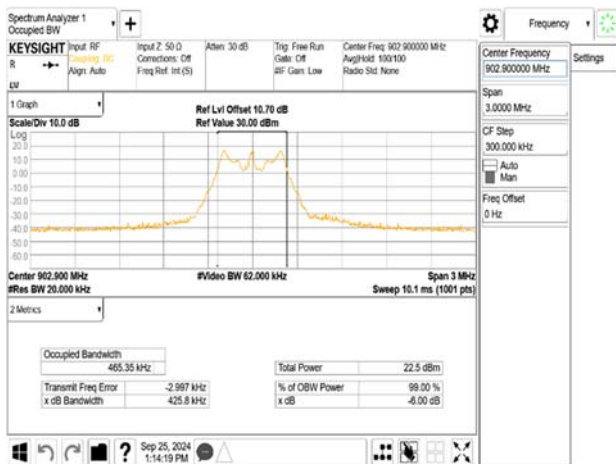 Spectrum Analyzer 1
Occupied BW
KEYSIGHT
R
Input: RF
Coupling: DC
Align: Auto
Input Z: 50 Ω
Corrections: Off
Freq Ref: Int (S)
Atten: 30 dB
Trig: Free Run
Gate: Off
#IF Gain: Low
Center Freq: 902.900000 MHz
Avg|Hold: 100/100
Radio Std: None
1 Graph
Scale/Div 10.0 dB
Ref Lvl Offset 10.70 dB
Ref Value 30.00 dBm
Log
20.0
10.0
0.00
-10.0
-20.0
-30.0
-40.0
-50.0
-60.0
Center 902.900 MHz
#Res BW 20.000 kHz
#Video BW 62.000 kHz
Span 3 MHz
Sweep 10.1 ms (1001 pts)
2 Metrics
Occupied Bandwidth
465.35 kHz
Transmit Freq Error -2.997 kHz
x dB Bandwidth 425.8 kHz
Total Power 22.5 dBm
% of OBW Power 99.00 %
x dB -6.00 dB
Sep 25, 2024
1:14:19 PM
Frequency
Settings
Center Frequency
902.900000 MHz
Span
3.0000 MHz
CF Step
300.000 kHz
Auto
Man
Freq Offset
0 Hz